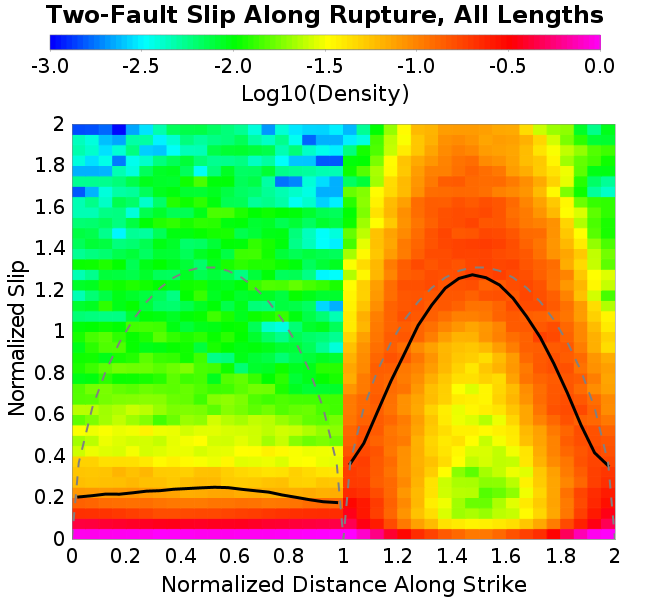 Two-Fault Slip Along Rupture, All Lengths
-3.0 -2.5 -2.0 -1.5 -1.0 -0.5 0.0
Log10(Density)
2
1.8
1.6
1.4
1.2
1
0.8
0.6
0.4
0.2
0
Normalized Slip
0 0.2 0.4 0.6 0.8 1 1.2 1.4 1.6 1.8 2
Normalized Distance Along Strike